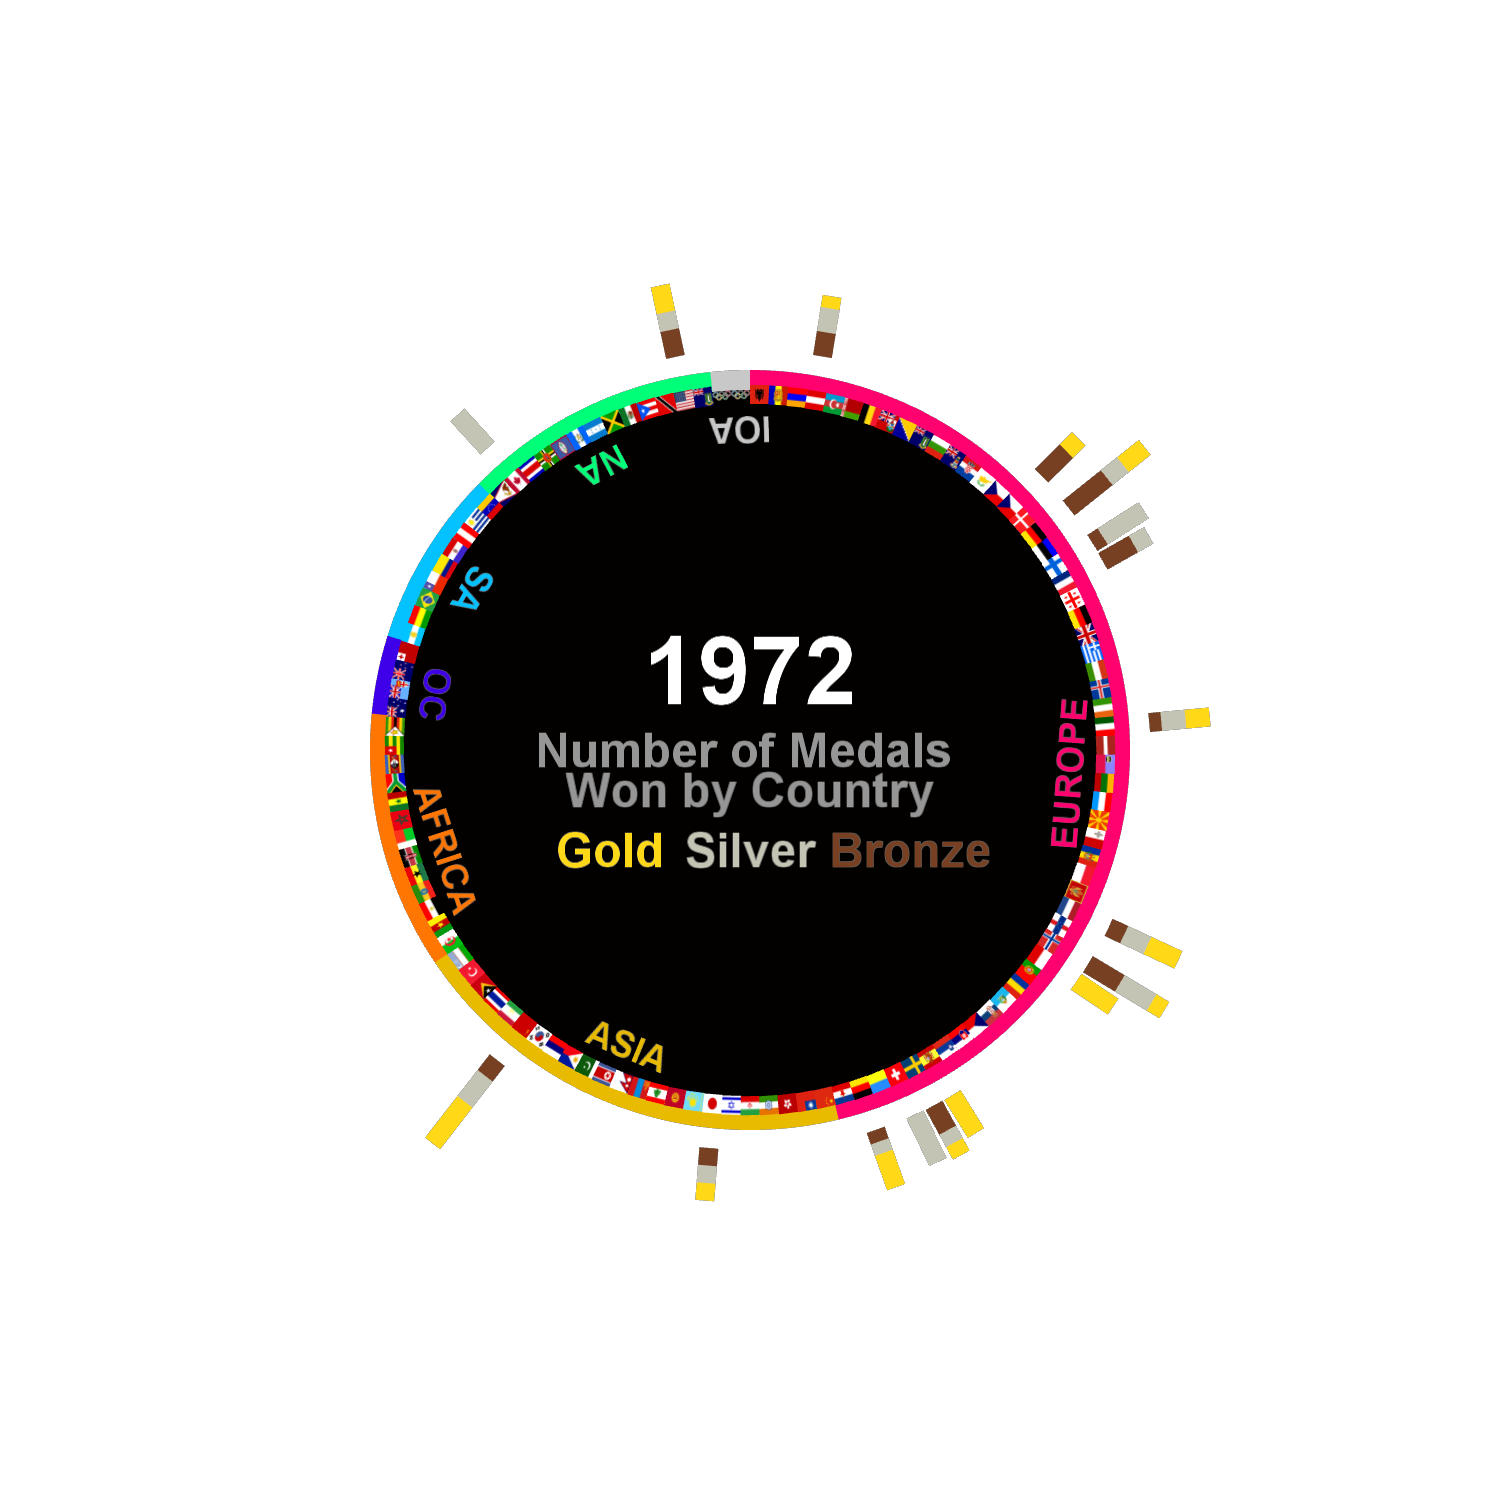 IOA
NA
SA
OC
1972
Number of Medals
Won by Country
Gold Silver Bronze
EUROPE
AFRICA
ASIA